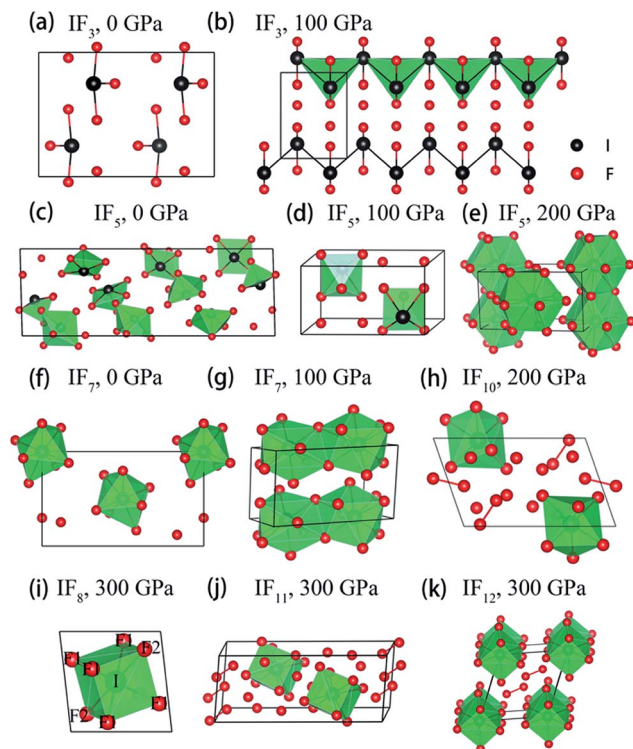 (a) IF3, 0 GPa
(b) IF3, 100 GPa
I
F
(c) IF5, 0 GPa
(d) IF5, 100 GPa
(e) IF5, 200 GPa
(f) IF7, 0 GPa
(g) IF7, 100 GPa
(h) IF10, 200 GPa
(i) IF8, 300 GPa
(j) IF11, 300 GPa
(k) IF12, 300 GPa
F1
F1
F2
F1
I
F1
F2
F1